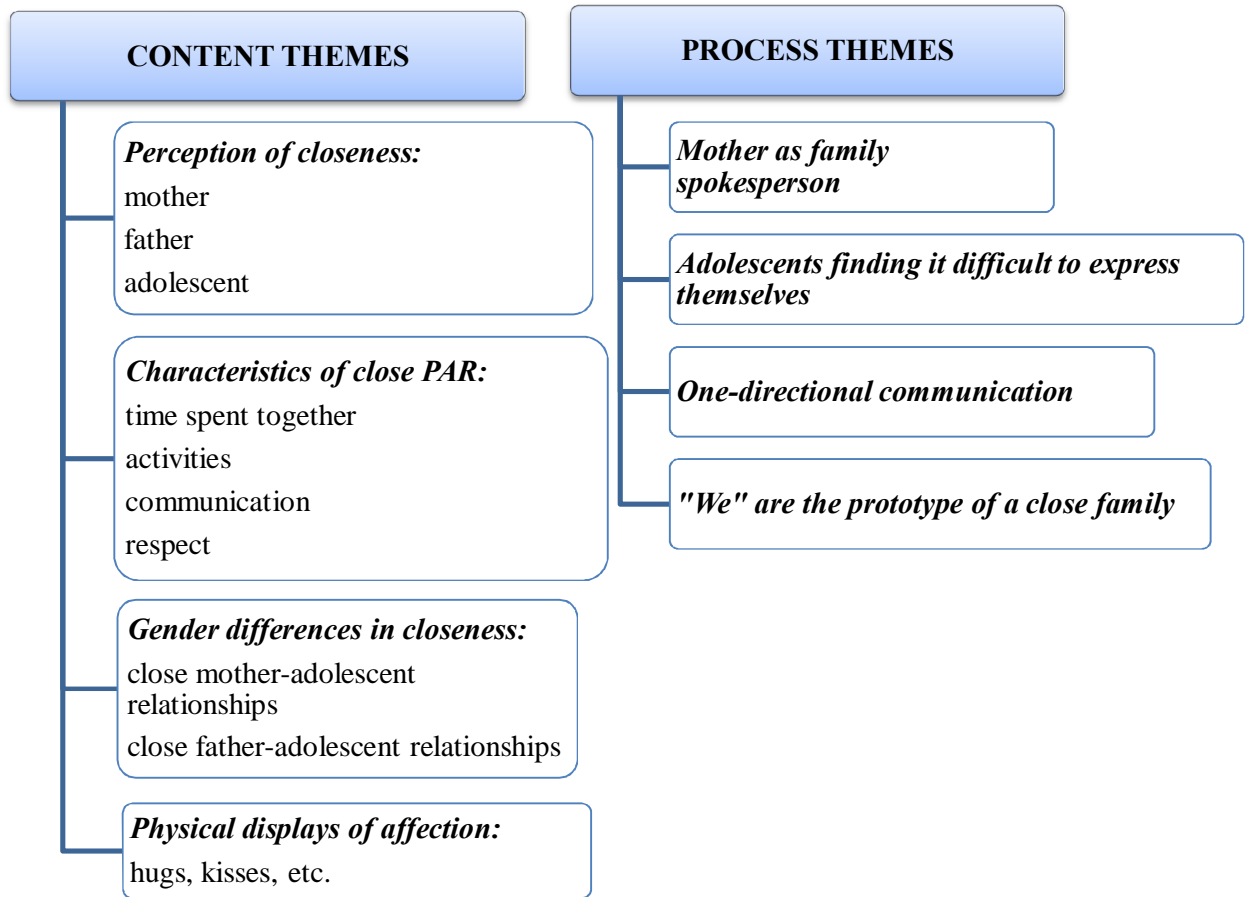 CONTENT THEMES
Perception of closeness:
mother
father
adolescent
Characteristics of close PAR:
time spent together
activities
communication
respect
Gender differences in closeness:
close mother-adolescent
relationships
close father-adolescent relationships
Physical displays of affection:
hugs, kisses, etc.
PROCESS THEMES
Mother as family
spokesperson
Adolescents finding it difficult to express
themselves
One-directional communication
"We" are the prototype of a close family